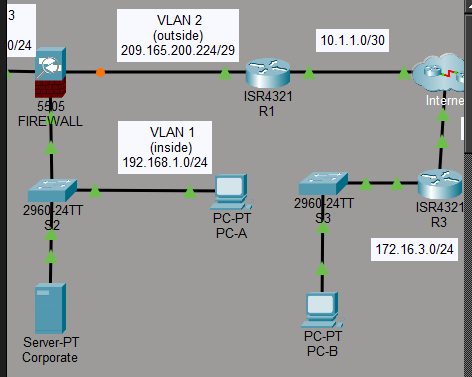 3
0/24
VLAN 2
(outside)
209.165.200.224/29
10.1.1.0/30
5505
FIREWALL
ISR4321
R1
Interne
VLAN 1
(inside)
192.168.1.0/24
2960-24TT
S2
PC-PT
PC-A
2960-24TT
S3
ISR4321
R3
172.16.3.0/24
Server-PT
Corporate
PC-PT
PC-B